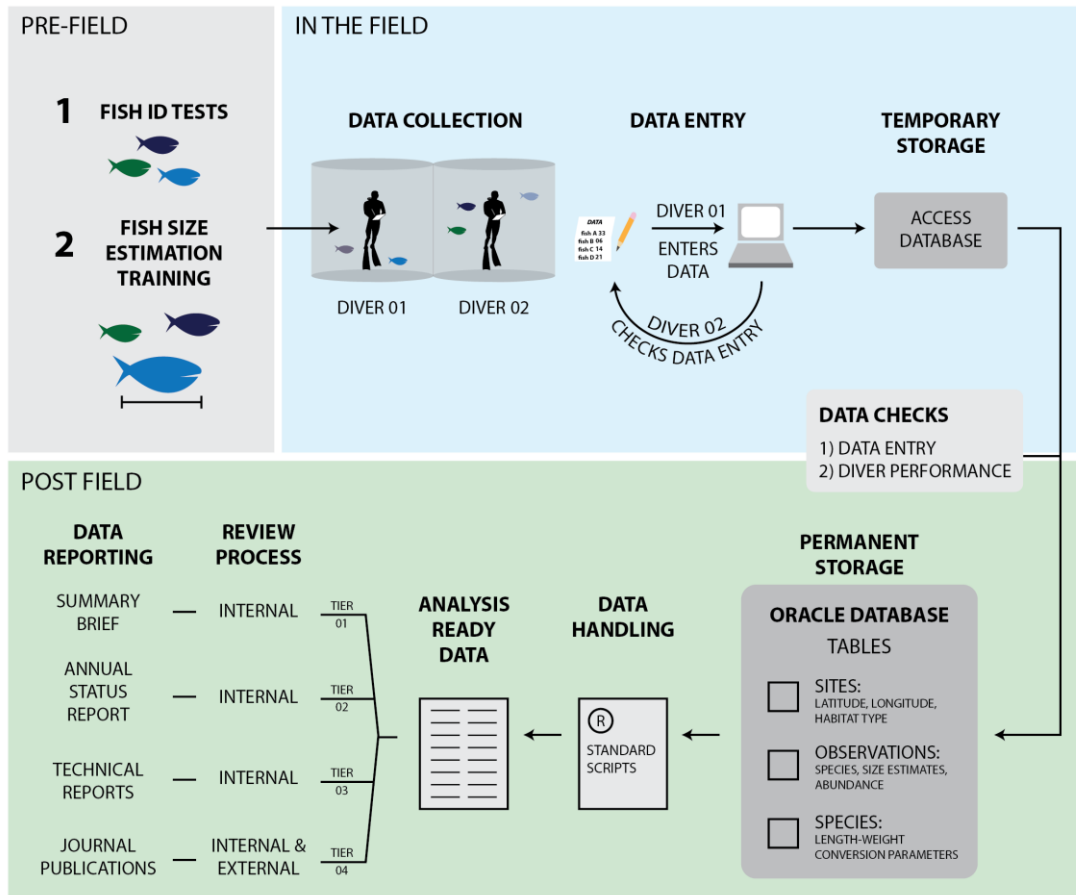 PRE-FIELD
1
FISH ID TESTS
2
FISH SIZE
ESTIMATION
TRAINING
IN THE FIELD
DATA COLLECTION
DIVER 01
DIVER 02
DATA ENTRY
DATA
fish A 33
fish B 06
fish C 14
fish D 21
DIVER 01
ENTERS
DATA
DIVER 02
CHECKS DATA ENTRY
TEMPORARY
STORAGE
ACCESS
DATABASE
DATA CHECKS
1) DATA ENTRY
2) DIVER PERFORMANCE
POST FIELD
DATA
REPORTING
SUMMARY
BRIEF
ANNUAL
STATUS
REPORT
TECHNICAL
REPORTS
JOURNAL
PUBLICATIONS
REVIEW
PROCESS
INTERNAL
INTERNAL
INTERNAL
INTERNAL &
EXTERNAL
TIER
01
TIER
02
TIER
03
TIER
04
ANALYSIS
READY
DATA
DATA
HANDLING
R
STANDARD
SCRIPTS
PERMANENT
STORAGE
ORACLE DATABASE
TABLES
SITES:
LATITUDE, LONGITUDE,
HABITAT TYPE
OBSERVATIONS:
SPECIES, SIZE ESTIMATES,
ABUNDANCE
SPECIES:
LENGTH-WEIGHT
CONVERSION PARAMETERS